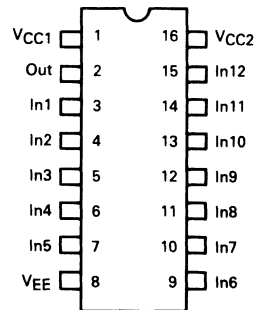 VCC1 1 16 VCC2
Out 2 15 In12
In1 3 14 In11
In2 4 13 In10
In3 5 12 In9
In4 6 11 In8
In5 7 10 In7
VEE 8 9 In6